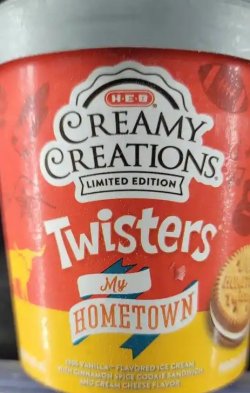 H-E-B
CREAMY
CREATIONS
LIMITED EDITION
Twisters
My
HOMETOWN
VANILLA FLAVORED ICE CREAM
WITH CINNAMON SPICE COOKIE SANDWICH
AND CREAM CHEESE FLAVOR